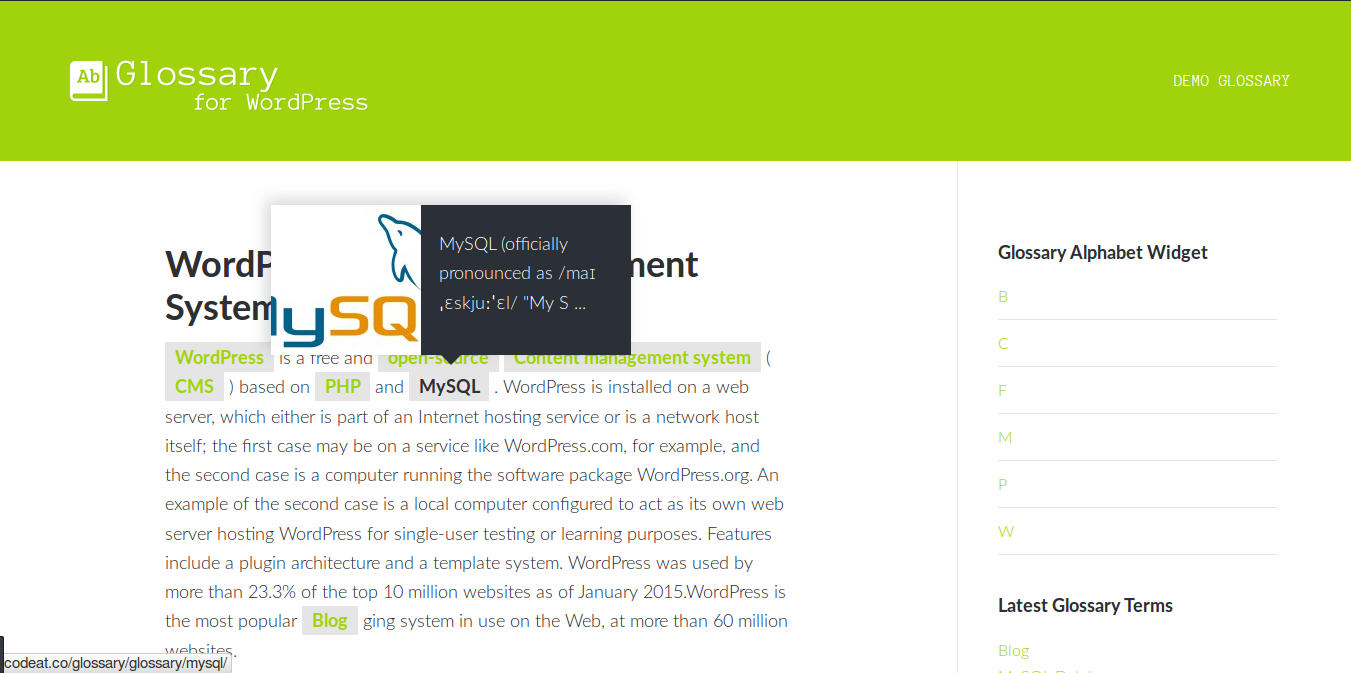 Ab Glossary
for WordPress
DEMO GLOSSARY
MySQL (officially
pronounced as /maɪ
ˌɛskjuːˈɛl/ "My S ...
MySQL
WordP ment
System
WordPress is a free and open-source Content management system (
CMS ) based on PHP and MySQL . WordPress is installed on a web
server, which either is part of an Internet hosting service or is a network host
itself; the first case may be on a service like WordPress.com, for example, and
the second case is a computer running the software package WordPress.org. An
example of the second case is a local computer configured to act as its own web
server hosting WordPress for single-user testing or learning purposes. Features
include a plugin architecture and a template system. WordPress was used by
more than 23.3% of the top 10 million websites as of January 2015.WordPress is
the most popular Blog ging system in use on the Web, at more than 60 million
websites.
codeat.co/glossary/glossary/mysql/
Glossary Alphabet Widget
B
C
F
M
P
W
Latest Glossary Terms
Blog